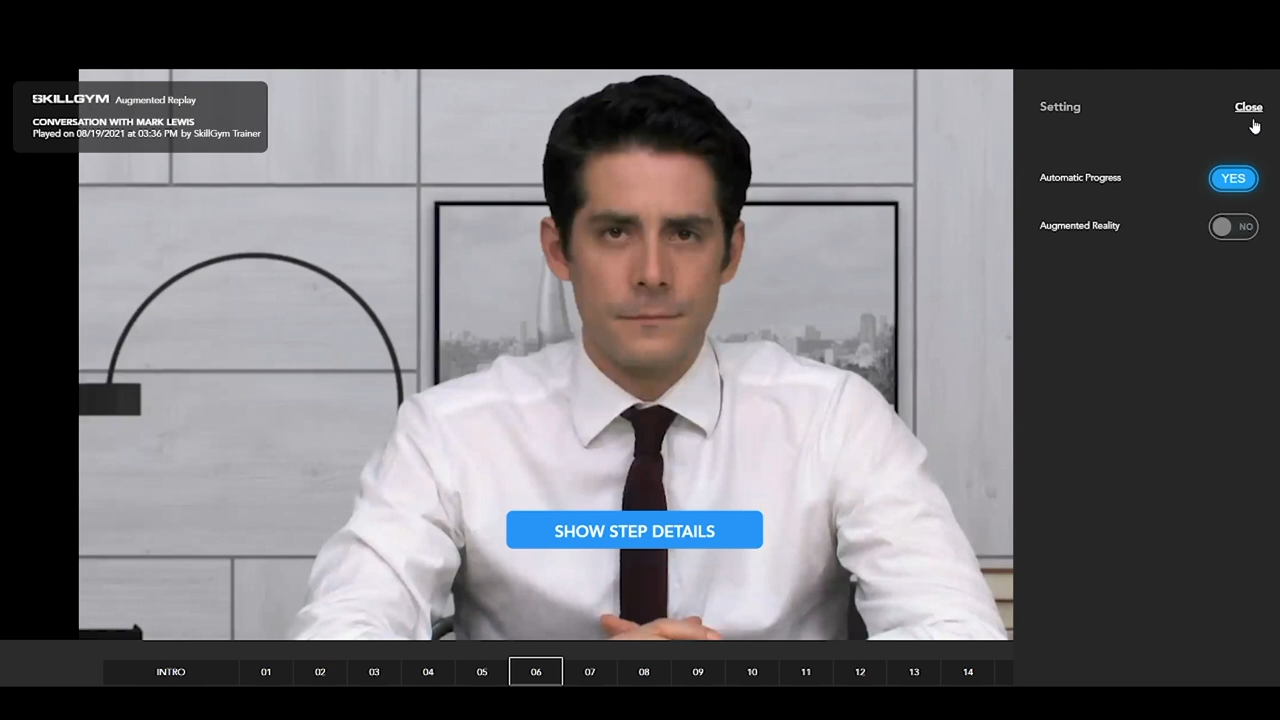 SKILLGYM Augmented Replay
CONVERSATION WITH MARK LEWIS
Played on 08/19/2021 at 03:36 PM by SkillGym Trainer
Setting Close
Automatic Progress YES
Augmented Reality NO
SHOW STEP DETAILS
INTRO 01 02 03 04 05 06 07 08 09 10 11 12 13 14